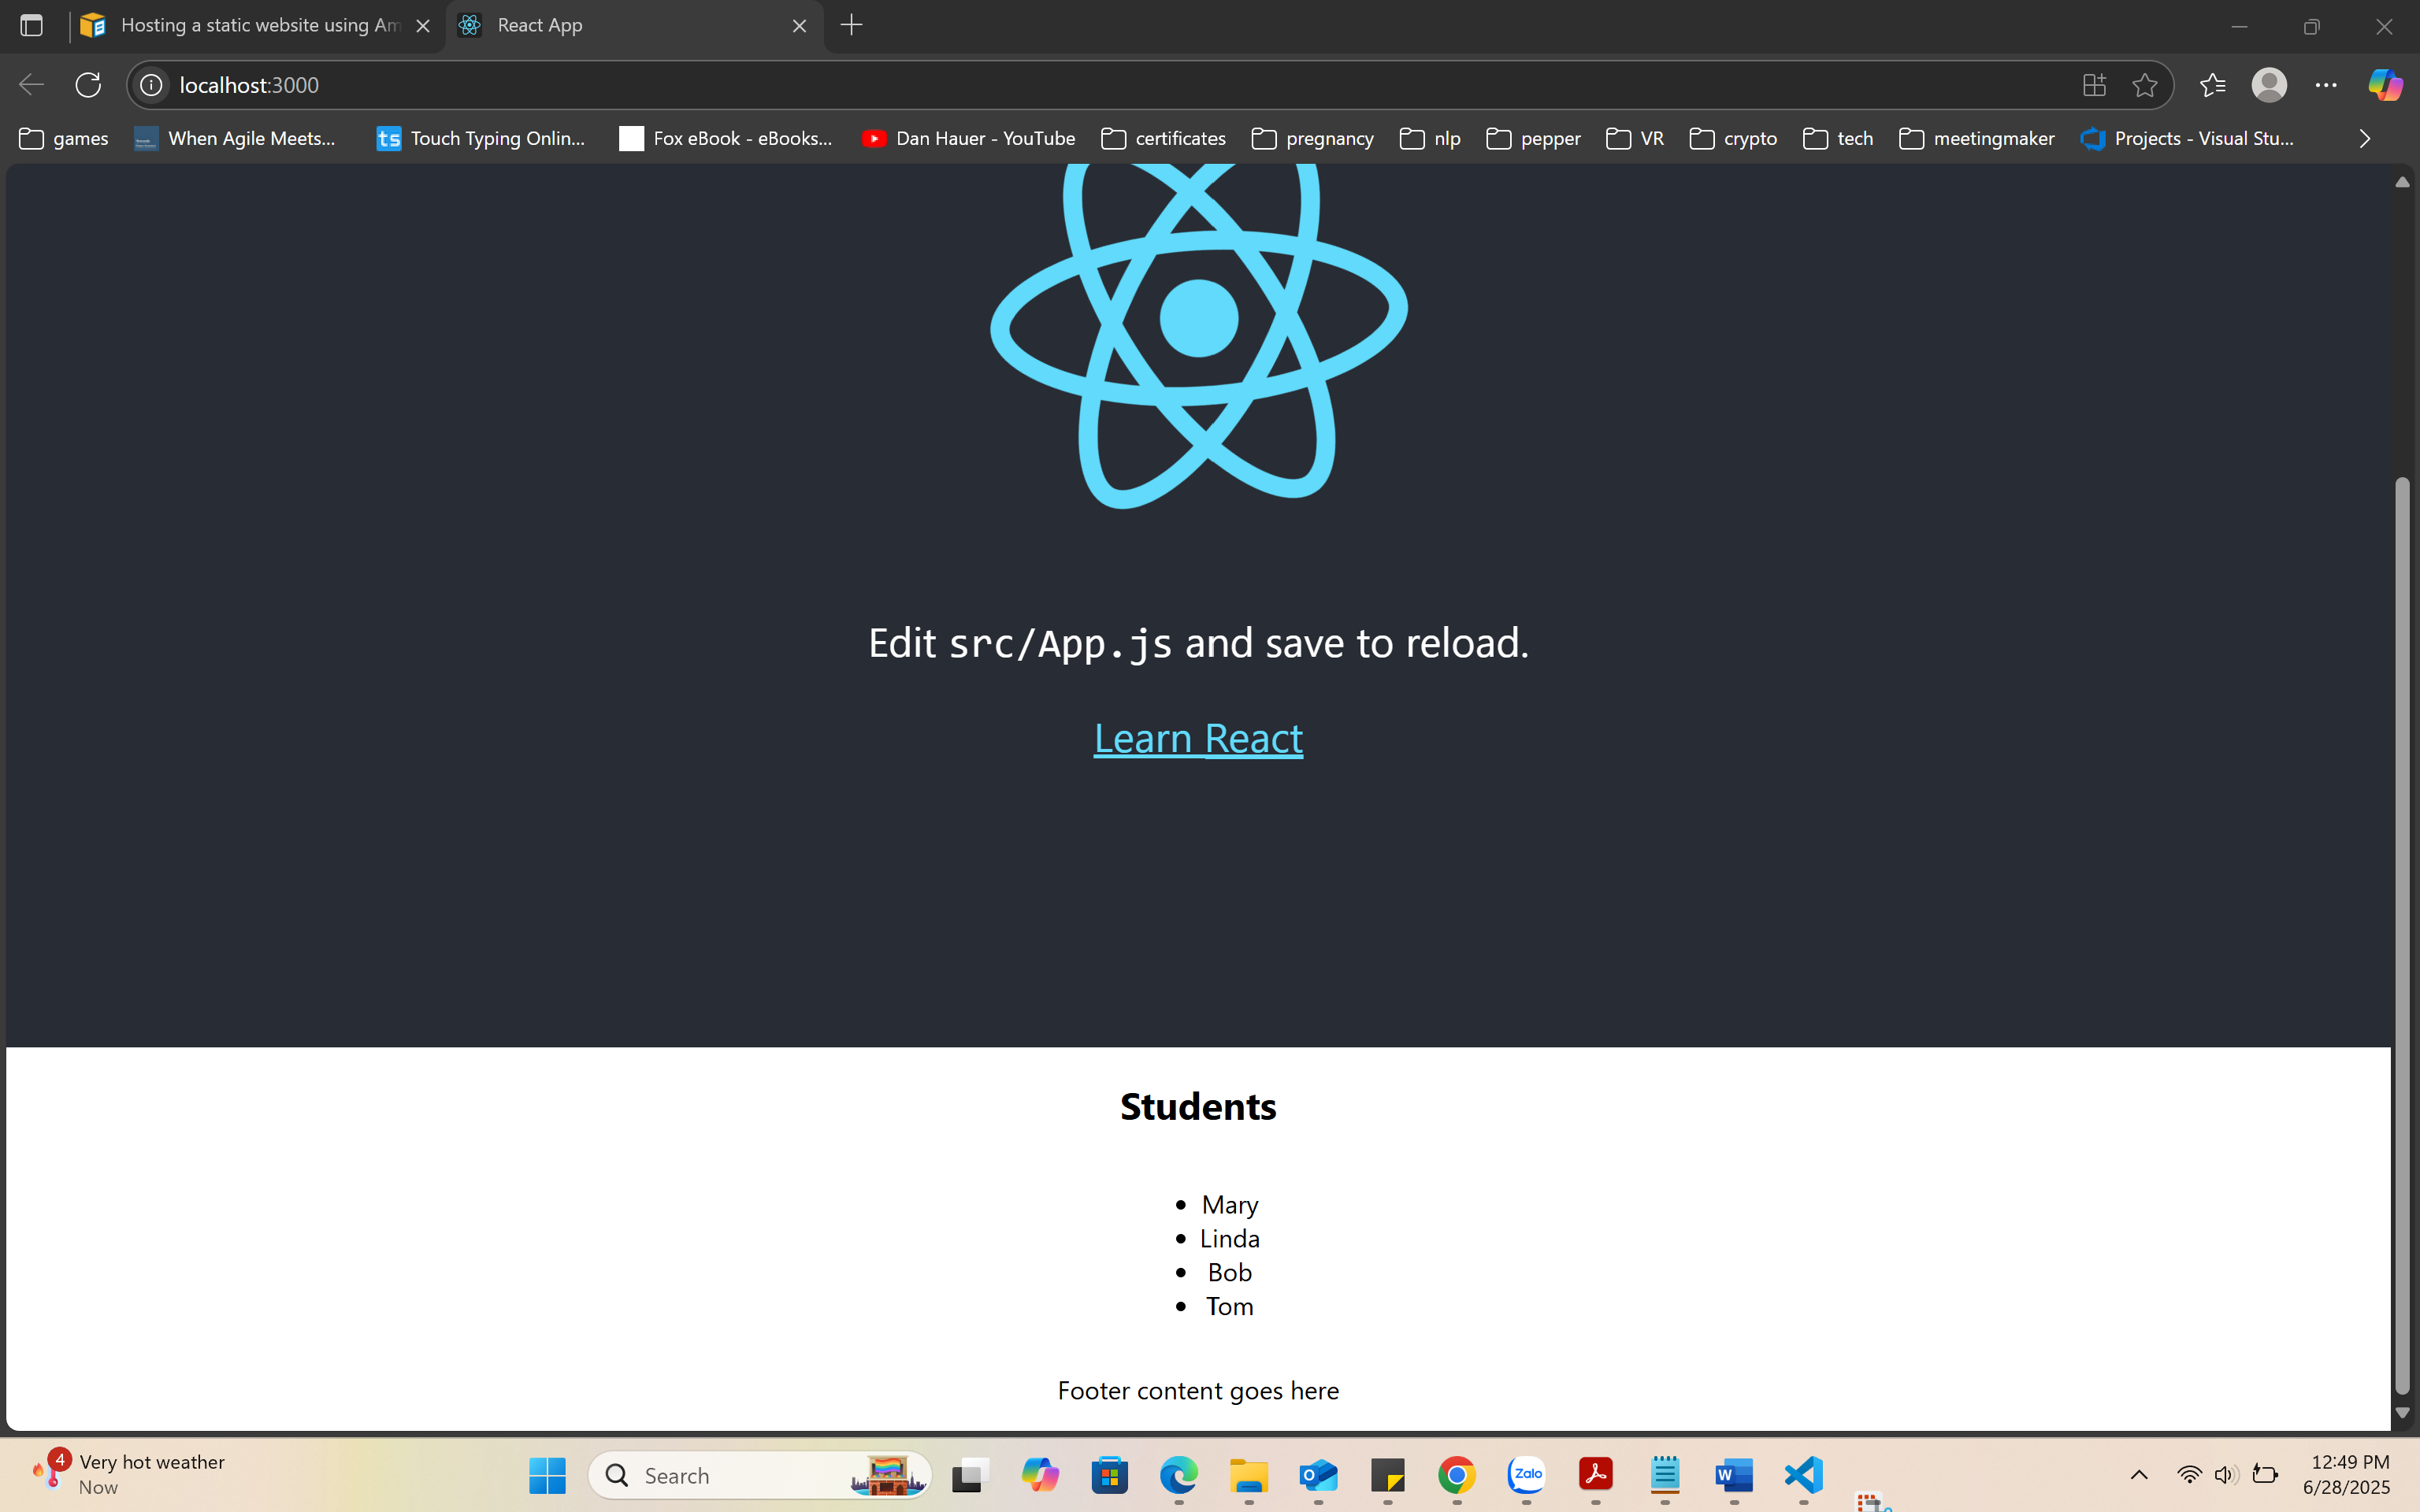 Hosting a static website using Am
React App
localhost:3000
games
When Agile Meets...
ts
Touch Typing Onlin...
Fox eBook - eBooks...
Dan Hauer - YouTube
certificates
pregnancy
nlp
pepper
VR
crypto
tech
meetingmaker
Projects - Visual Stu...
Edit src/App.js and save to reload.
Learn React
Students
Mary
Linda
Bob
Tom
Footer content goes here
4
Very hot weather
Now
Search
Zalo
12:49 PM
6/28/2025